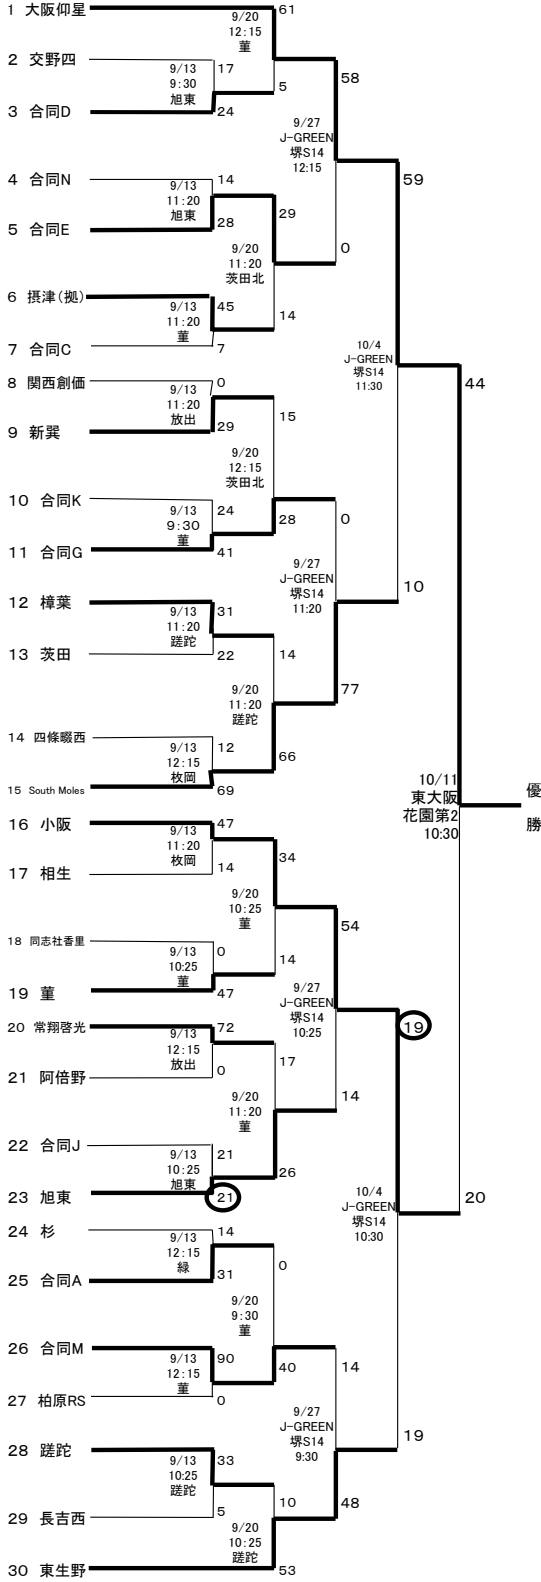 1 大阪仰星
61
9/20
12:15
菫
2 交野四
17
9/13
9:30
旭東
5
58
3 合同D
24
9/27
J-GREEN
堺S14
12:15
4 合同N
14
59
9/13
11:20
旭東
5 合同E
28
29
9/20
11:20
茨田北
0
6 摂津(拠)
45
9/13
11:20
菫
14
7 合同C
7
10/4
J-GREEN
堺S14
11:30
8 関西創価
0
44
9/13
11:20
放出
9 新巽
29
15
9/20
12:15
茨田北
10 合同K
24
9/13
9:30
菫
28
0
11 合同G
41
9/27
J-GREEN
堺S14
11:20
10
12 樟葉
31
9/13
11:20
蹉跎
13 茨田
22
14
9/20
11:20
蹉跎
77
14 四條畷西
12
9/13
12:15
枚岡
66
15 South Moles
69
10/11
東大阪
花園第2
10:30
優
勝
16 小阪
47
9/13
11:20
枚岡
17 相生
14
34
9/20
10:25
菫
54
18 同志社香里
0
9/13
10:25
菫
14
19 菫
47
9/27
J-GREEN
堺S14
10:25
20 常翔啓光
72
19
9/13
12:15
放出
21 阿倍野
0
17
9/20
11:20
菫
14
22 合同J
21
9/13
10:25
旭東
26
23 旭東
21
10/4
J-GREEN
堺S14
10:30
20
24 杉
14
9/13
12:15
緑
25 合同A
31
0
9/20
9:30
菫
26 合同M
90
9/13
12:15
菫
40
14
27 柏原RS
0
9/27
J-GREEN
堺S14
9:30
19
28 蹉跎
33
9/13
10:25
蹉跎
29 長吉西
5
10
48
9/20
10:25
蹉跎
30 東生野
53